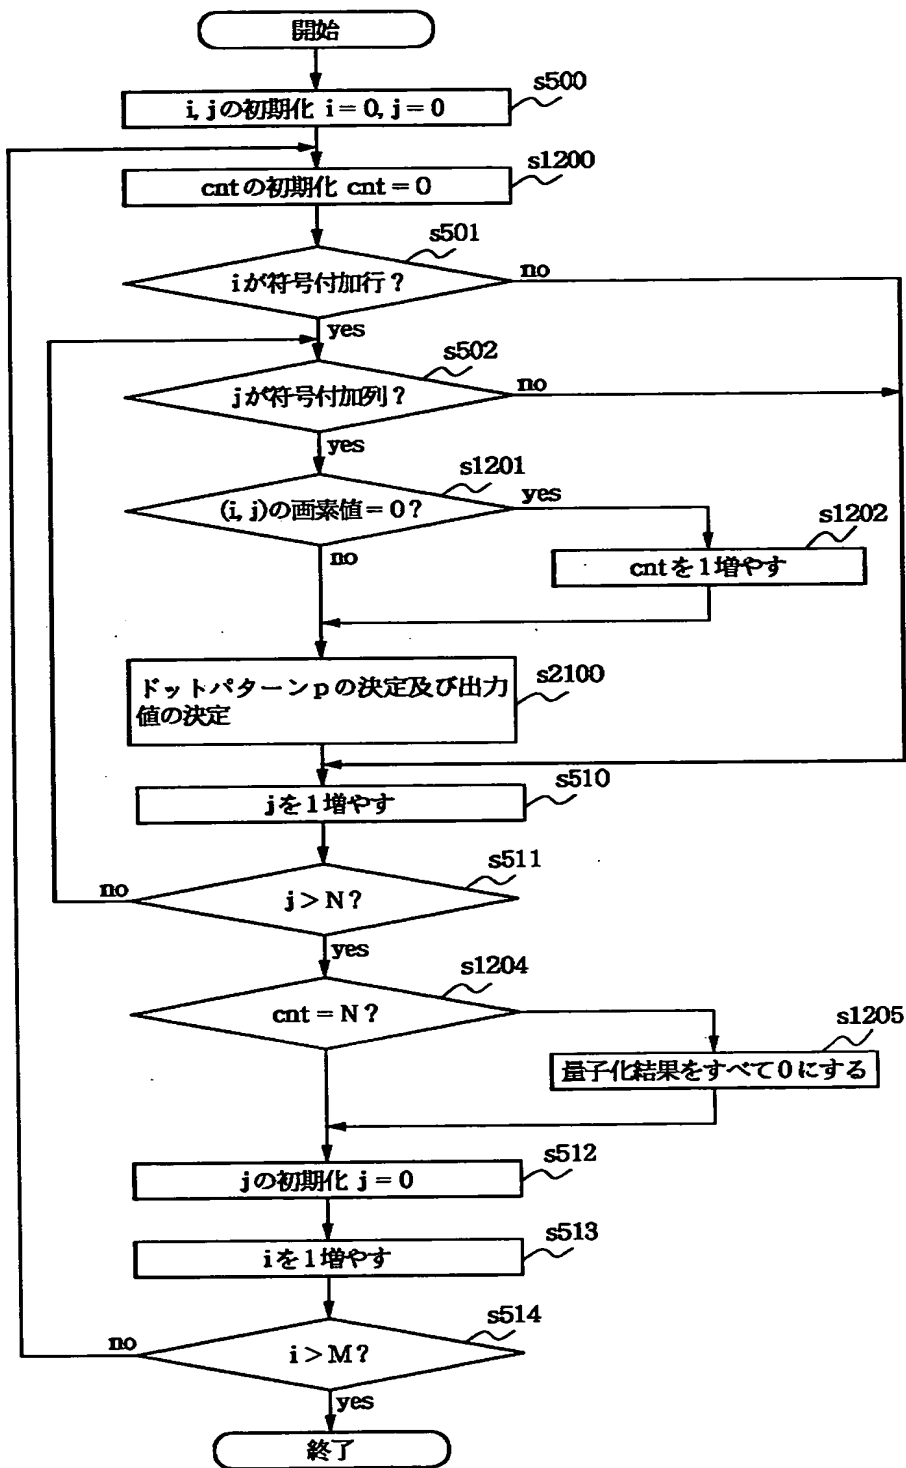 開始
s500
i, jの初期化 i = 0, j = 0
s1200
cntの初期化 cnt = 0
s501
iが符号付加行？
no
yes
s502
jが符号付加列？
no
yes
s1201
(i, j)の画素値 = 0？
yes
no
s1202
cntを1増やす
s2100
ドットパターンpの決定及び出力
値の決定
s510
jを1増やす
s511
no
j > N？
yes
s1204
cnt = N？
s1205
量子化結果をすべて0にする
s512
jの初期化 j = 0
s513
iを1増やす
s514
no
i > M？
yes
終了